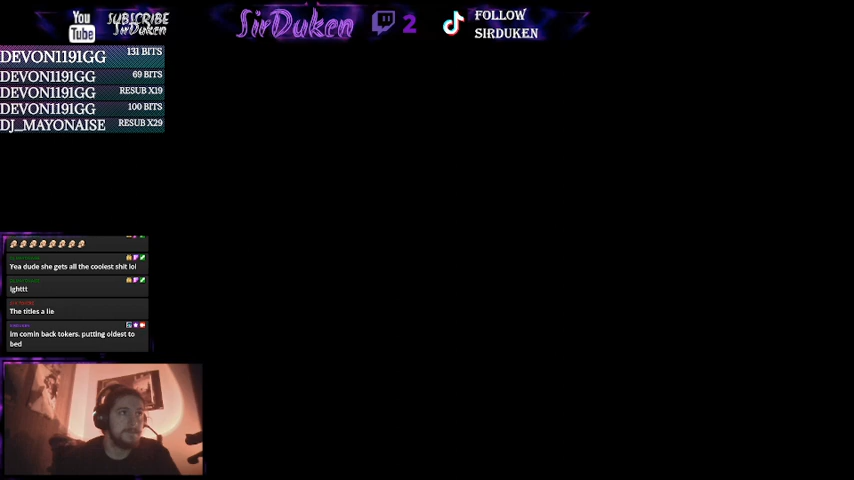 You
Tube
SUBSCRIBE
SirDuken
SirDuken
2
FOLLOW
SIRDUKEN
DEVON1191GG 131 BITS
DEVON1191GG 69 BITS
DEVON1191GG RESUB X19
DEVON1191GG 100 BITS
DJ_MAYONAISE RESUB X29
Yea dude she gets all the coolest shit lol
Ighttt
The titles a lie
Im comin back tokers. putting oldest to
bed